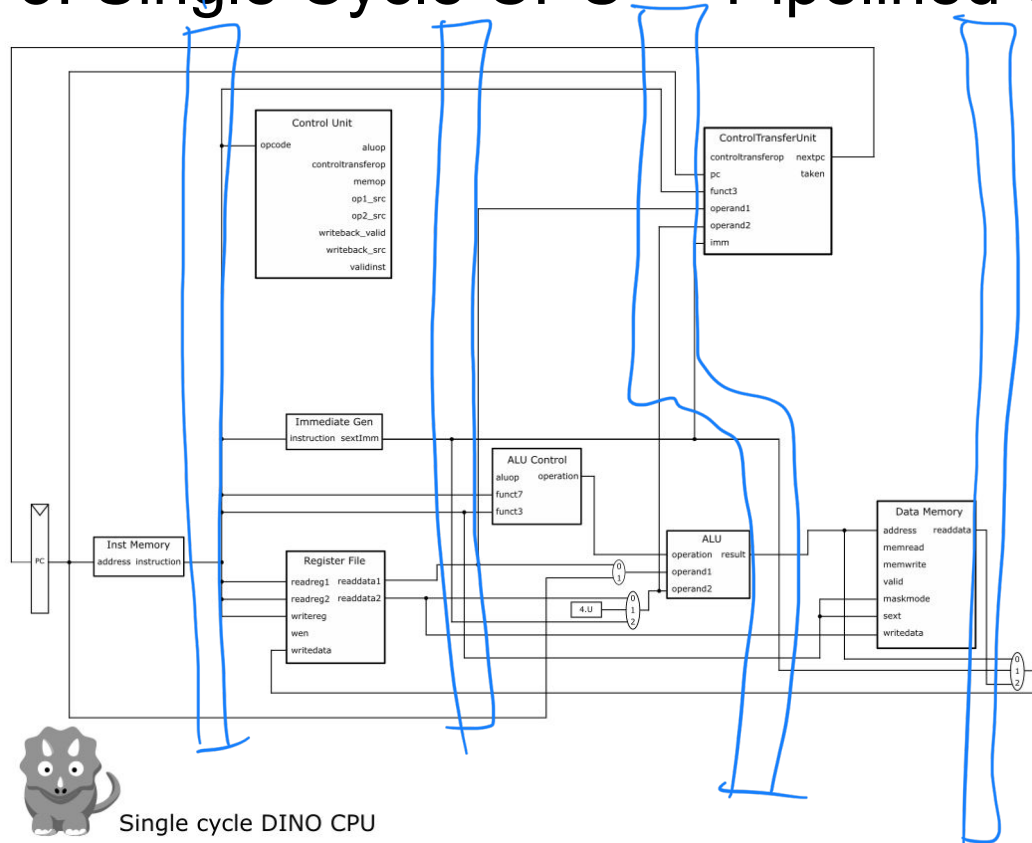 Single Cycle
Control Unit
opcode
aluop
controltransferop
memop
op1_src
op2_src
writeback_valid
writeback_src
validinst
ControlTransferUnit
controltransferop nextpc
pc taken
funct3
operand1
operand2
imm
Immediate Gen
instruction sextImm
ALU Control
aluop operation
funct7
funct3
PC
Inst Memory
address instruction
Register File
readreg1 readdata1
readreg2 readdata2
writereg
wen
writedata
0
1
4.U
0
1
2
ALU
operation result
operand1
operand2
Data Memory
address readdata
memread
memwrite
valid
maskmode
sext
writedata
0
1
2
Single cycle DINO CPU